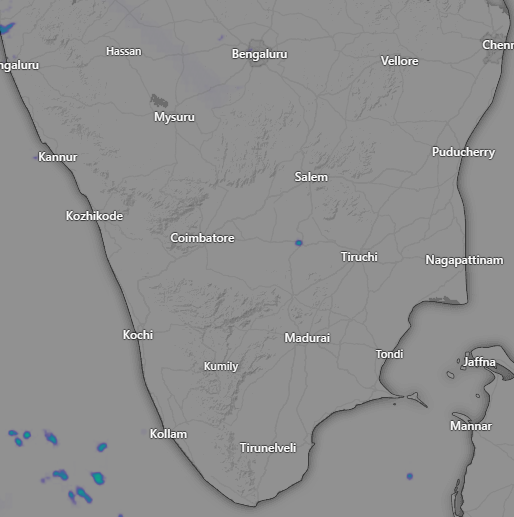 Hassan
Bengaluru
Chenn
Vellore
ngaluru
Mysuru
Kannur
Puducherry
Salem
Kozhikode
Coimbatore
Tiruchi
Nagapattinam
Kochi
Madurai
Tondi
Kumily
Jaffna
Mannar
Kollam
Tirunelveli